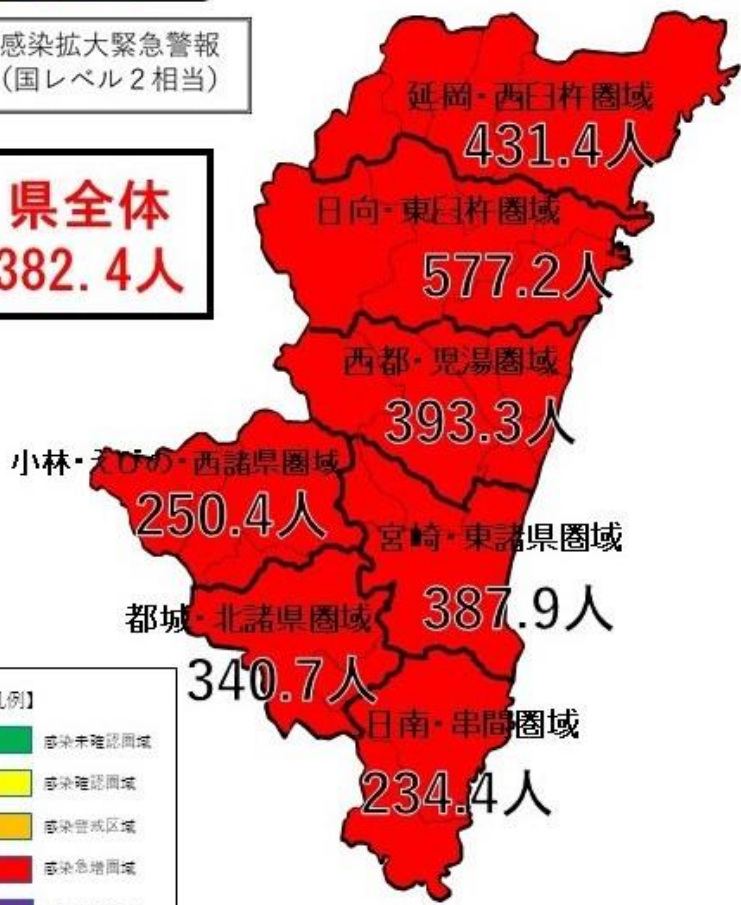 感染拡大緊急警報
(国レベル2相当)
県全体
382.4人
延岡・西臼杵圏域
431.4人
日向・東臼杵圏域
577.2人
西都・児湯圏域
393.3人
小林・えびの・西諸県圏域
250.4人
宮崎・東諸県圏域
387.9人
都城・北諸県圏域
340.7人
日南・串間圏域
234.4人
例】
感染未確認圏域
感染確認圏域
感染警戒区域
感染急増圏域